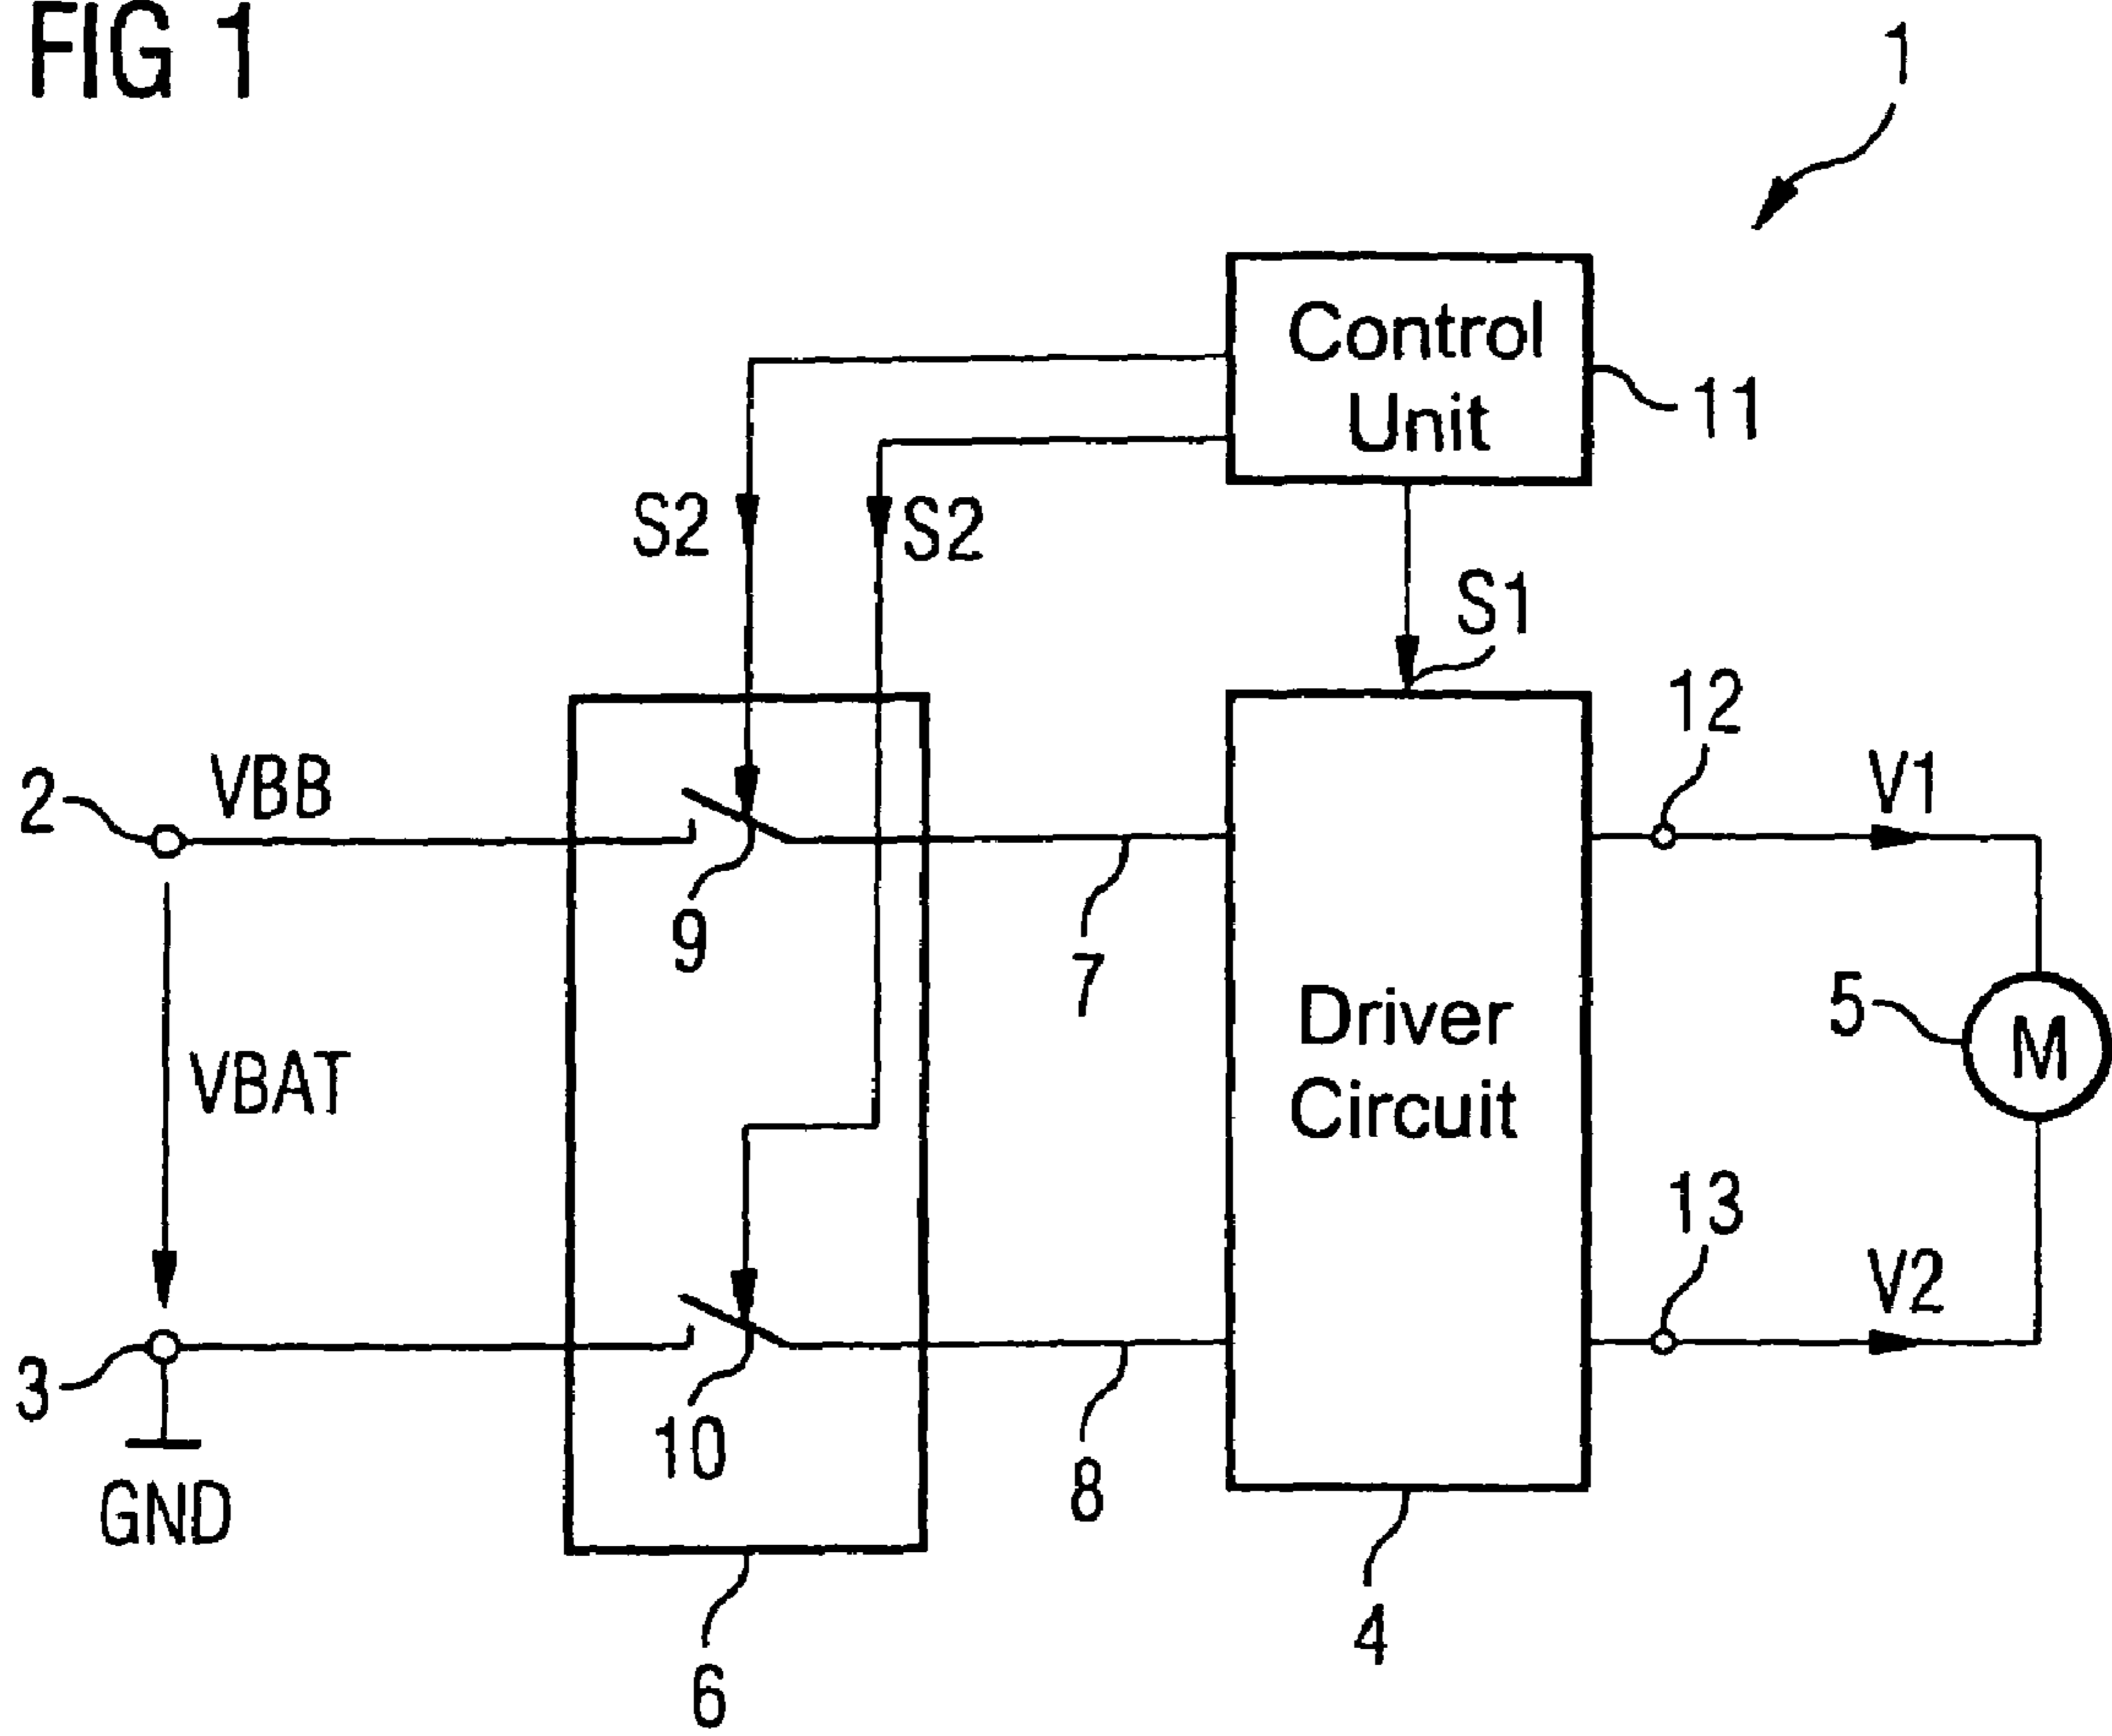 FIG 1
1
Control
Unit
11
S2
S2
S1
12
VBB
V1
2
9
7
5
M
Driver
Circuit
VBAT
13
V2
3
10
8
GND
4
6